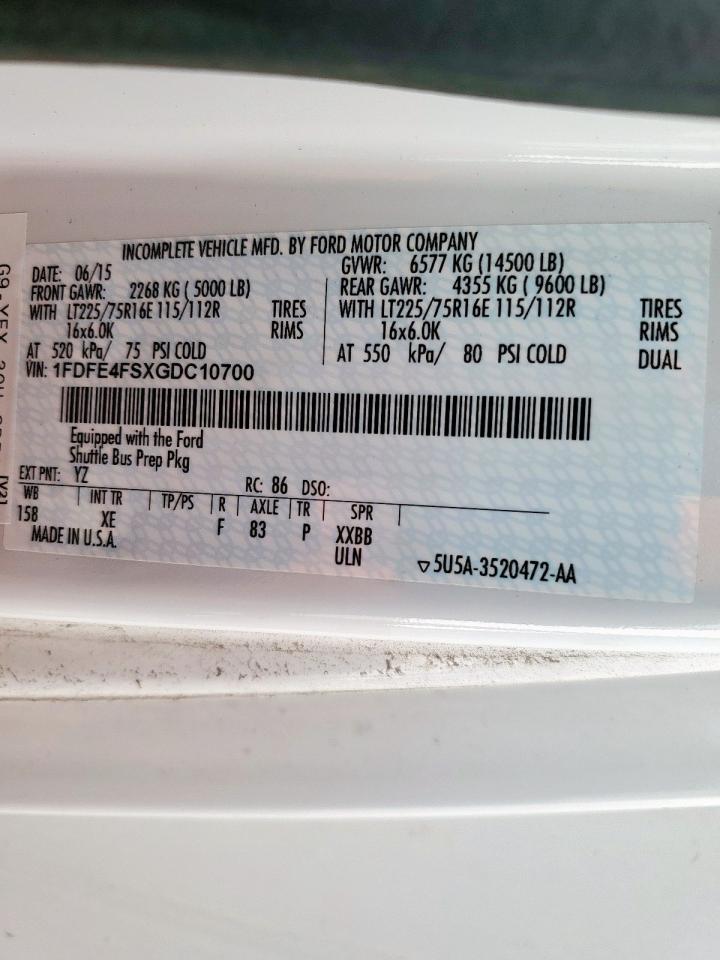 INCOMPLETE VEHICLE MFD. BY FORD MOTOR COMPANY
DATE: 06/15 GVWR: 6577 KG (14500 LB)
FRONT GAWR: 2268 KG ( 5000 LB) REAR GAWR: 4355 KG ( 9600 LB)
WITH LT225/75R16E 115/112R TIRES WITH LT225/75R16E 115/112R TIRES
16x6.0K RIMS 16x6.0K RIMS
AT 520 kPa/ 75 PSI COLD AT 550 kPa/ 80 PSI COLD DUAL
VIN: 1FDFE4FSXGDC10700
Equipped with the Ford
Shuttle Bus Prep Pkg
EXT PNT: YZ RC: 86 DSO:
WB INT TR TP/PS R AXLE TR SPR
158 XE F 83 P XXBB
MADE IN U.S.A. ULN
▽ 5U5A-3520472-AA